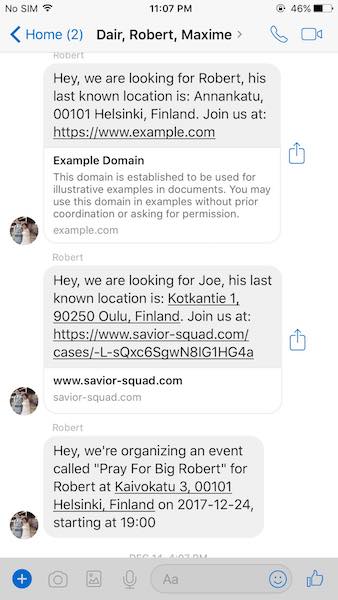 No SIM 11:07 PM 46%
Home (2) Dair, Robert, Maxime
Robert
Hey, we are looking for Robert, his
last known location is: Annankatu,
00101 Helsinki, Finland. Join us at:
https://www.example.com
Example Domain
This domain is established to be used for
illustrative examples in documents. You may
use this domain in examples without prior
coordination or asking for permission.
example.com
Robert
Hey, we are looking for Joe, his last
known location is: Kotkantie 1,
90250 Oulu, Finland. Join us at:
https://www.savior-squad.com/
cases/-L-sQxc6SgwN8IG1HG4a
www.savior-squad.com
savior-squad.com
Robert
Hey, we're organizing an event
called "Pray For Big Robert" for
Robert at Kaivokatu 3, 00101
Helsinki, Finland on 2017-12-24,
starting at 19:00
DEC 14, 4:07 PM
Aa